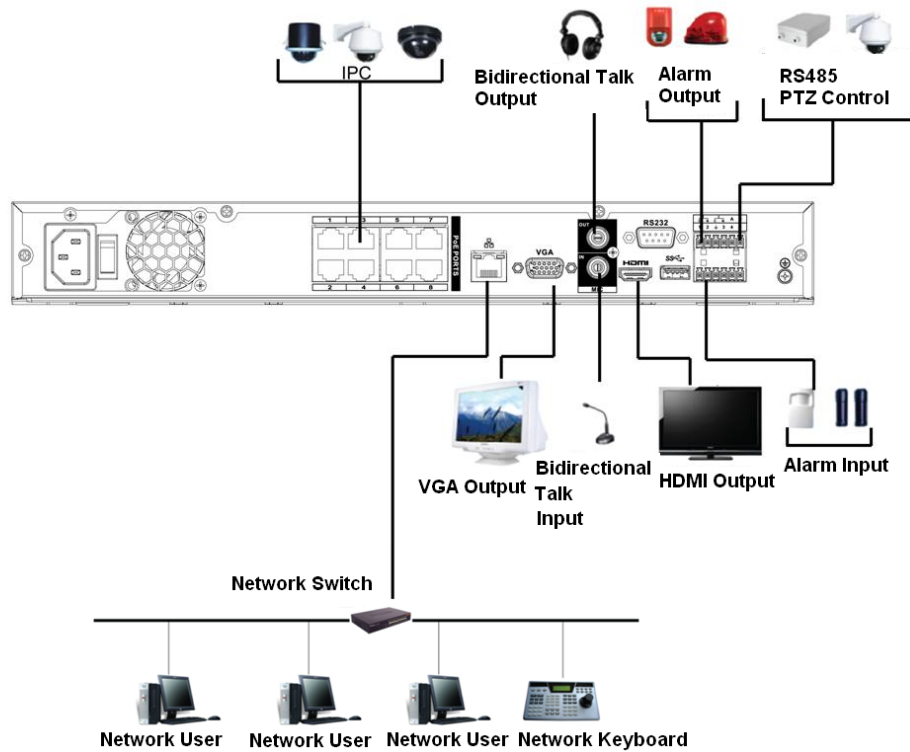 IPC
Bidirectional Talk
Output
Alarm
Output
RS485
PTZ Control
1 3 5 7
2 4 6 8
PoE PORTS
VGA
OUT
IN
MIC
RS232
HDMI
SS
A
VGA Output
Bidirectional
Talk
Input
HDMI Output
Alarm Input
Network Switch
Network User
Network User
Network User
Network Keyboard